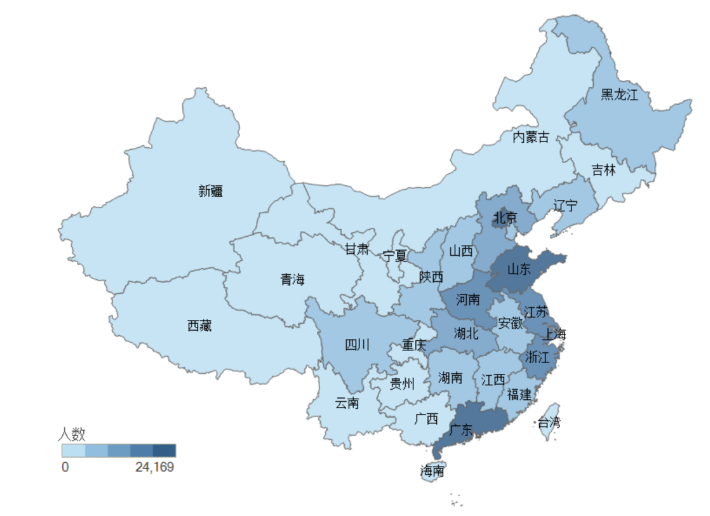 黑龙江
内蒙古
吉林
新疆
辽宁
北京
甘肃
宁夏
山西
山东
青海
陕西
河南
西藏
江苏
安徽
上海
湖北
四川
重庆
浙江
湖南
江西
贵州
福建
云南
广西
广东
台湾
人数
0
24,169
海南